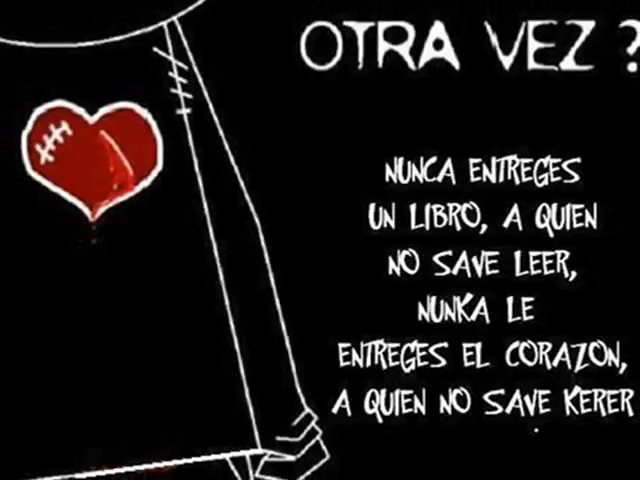 OTRA VEZ ?
NUNCA ENTREGES
UN LIBRO, A QUIEN
NO SAVE LEER,
NUNKA LE
ENTREGES EL CORAZON,
A QUIEN NO SAVE KERER